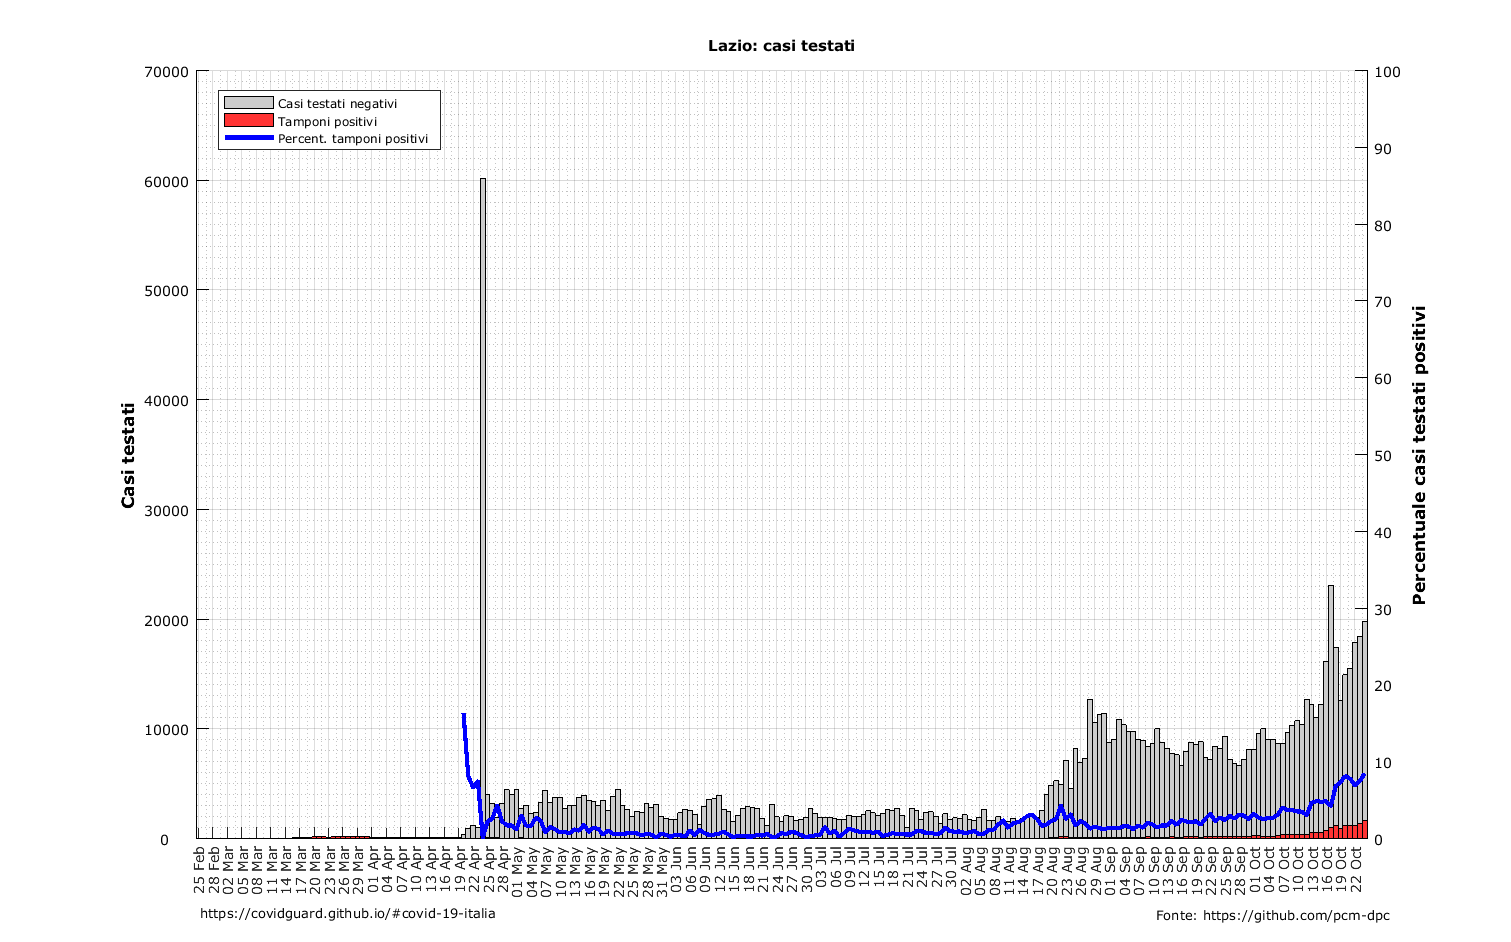 Lazio: casi testati
Casi testati negativi
Tamponi positivi
Percent. tamponi positivi
Casi testati
70000
60000
50000
40000
30000
20000
10000
0
100
90
80
70
60
50
40
30
20
10
0
Percentuale casi testati positivi
25 Feb
28 Feb
02 Mar
05 Mar
08 Mar
11 Mar
14 Mar
17 Mar
20 Mar
23 Mar
26 Mar
29 Mar
01 Apr
04 Apr
07 Apr
10 Apr
13 Apr
16 Apr
19 Apr
22 Apr
25 Apr
28 Apr
01 May
04 May
07 May
10 May
13 May
16 May
19 May
22 May
25 May
28 May
31 May
03 Jun
06 Jun
09 Jun
12 Jun
15 Jun
18 Jun
21 Jun
24 Jun
27 Jun
30 Jun
03 Jul
06 Jul
09 Jul
12 Jul
15 Jul
18 Jul
21 Jul
24 Jul
27 Jul
30 Jul
02 Aug
05 Aug
08 Aug
11 Aug
14 Aug
17 Aug
20 Aug
23 Aug
26 Aug
29 Aug
01 Sep
04 Sep
07 Sep
10 Sep
13 Sep
16 Sep
19 Sep
22 Sep
25 Sep
28 Sep
01 Oct
04 Oct
07 Oct
10 Oct
13 Oct
16 Oct
19 Oct
22 Oct
https://covidguard.github.io/#covid-19-italia
Fonte: https://github.com/pcm-dpc